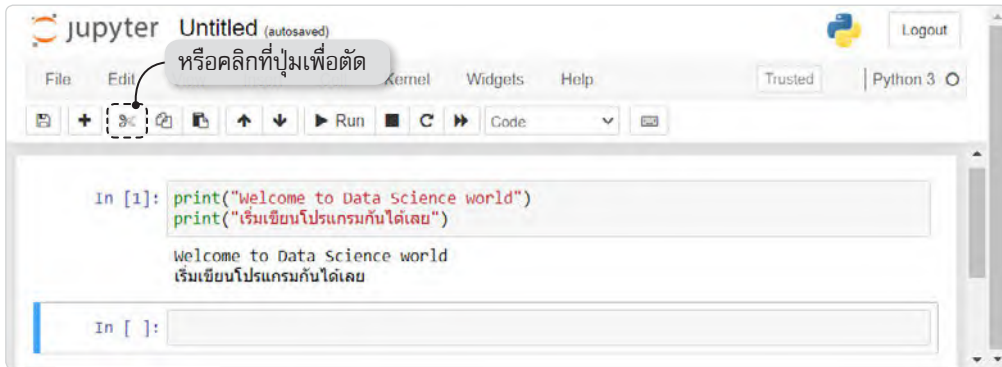 jupyter Untitled (autosaved)
Logout
หรือคลิกที่ปุ่มเพื่อตัด
File Edit Kernel Widgets Help
Trusted
Python 3
Run
Code
In [1]: print("Welcome to Data Science world")
print("เริ่มเขียนโปรแกรมกันได้เลย")
Welcome to Data Science world
เริ่มเขียนโปรแกรมกันได้เลย
In [ ]: